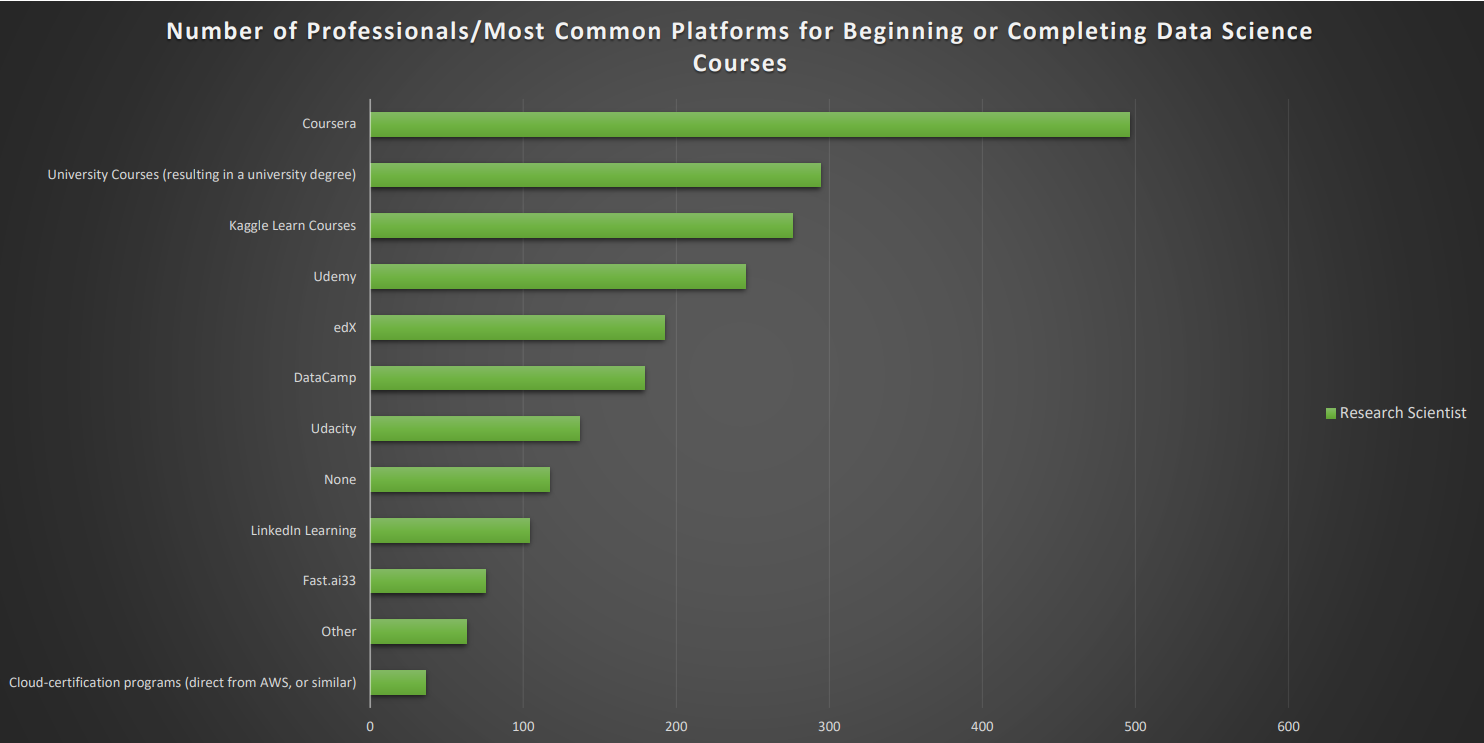 Number of Professionals/Most Common Platforms for Beginning or Completing Data Science
Courses
Coursera
University Courses (resulting in a university degree)
Kaggle Learn Courses
Udemy
edX
DataCamp
Udacity
None
LinkedIn Learning
Fast.ai33
Other
Cloud-certification programs (direct from AWS, or similar)
0 100 200 300 400 500 600
Research Scientist